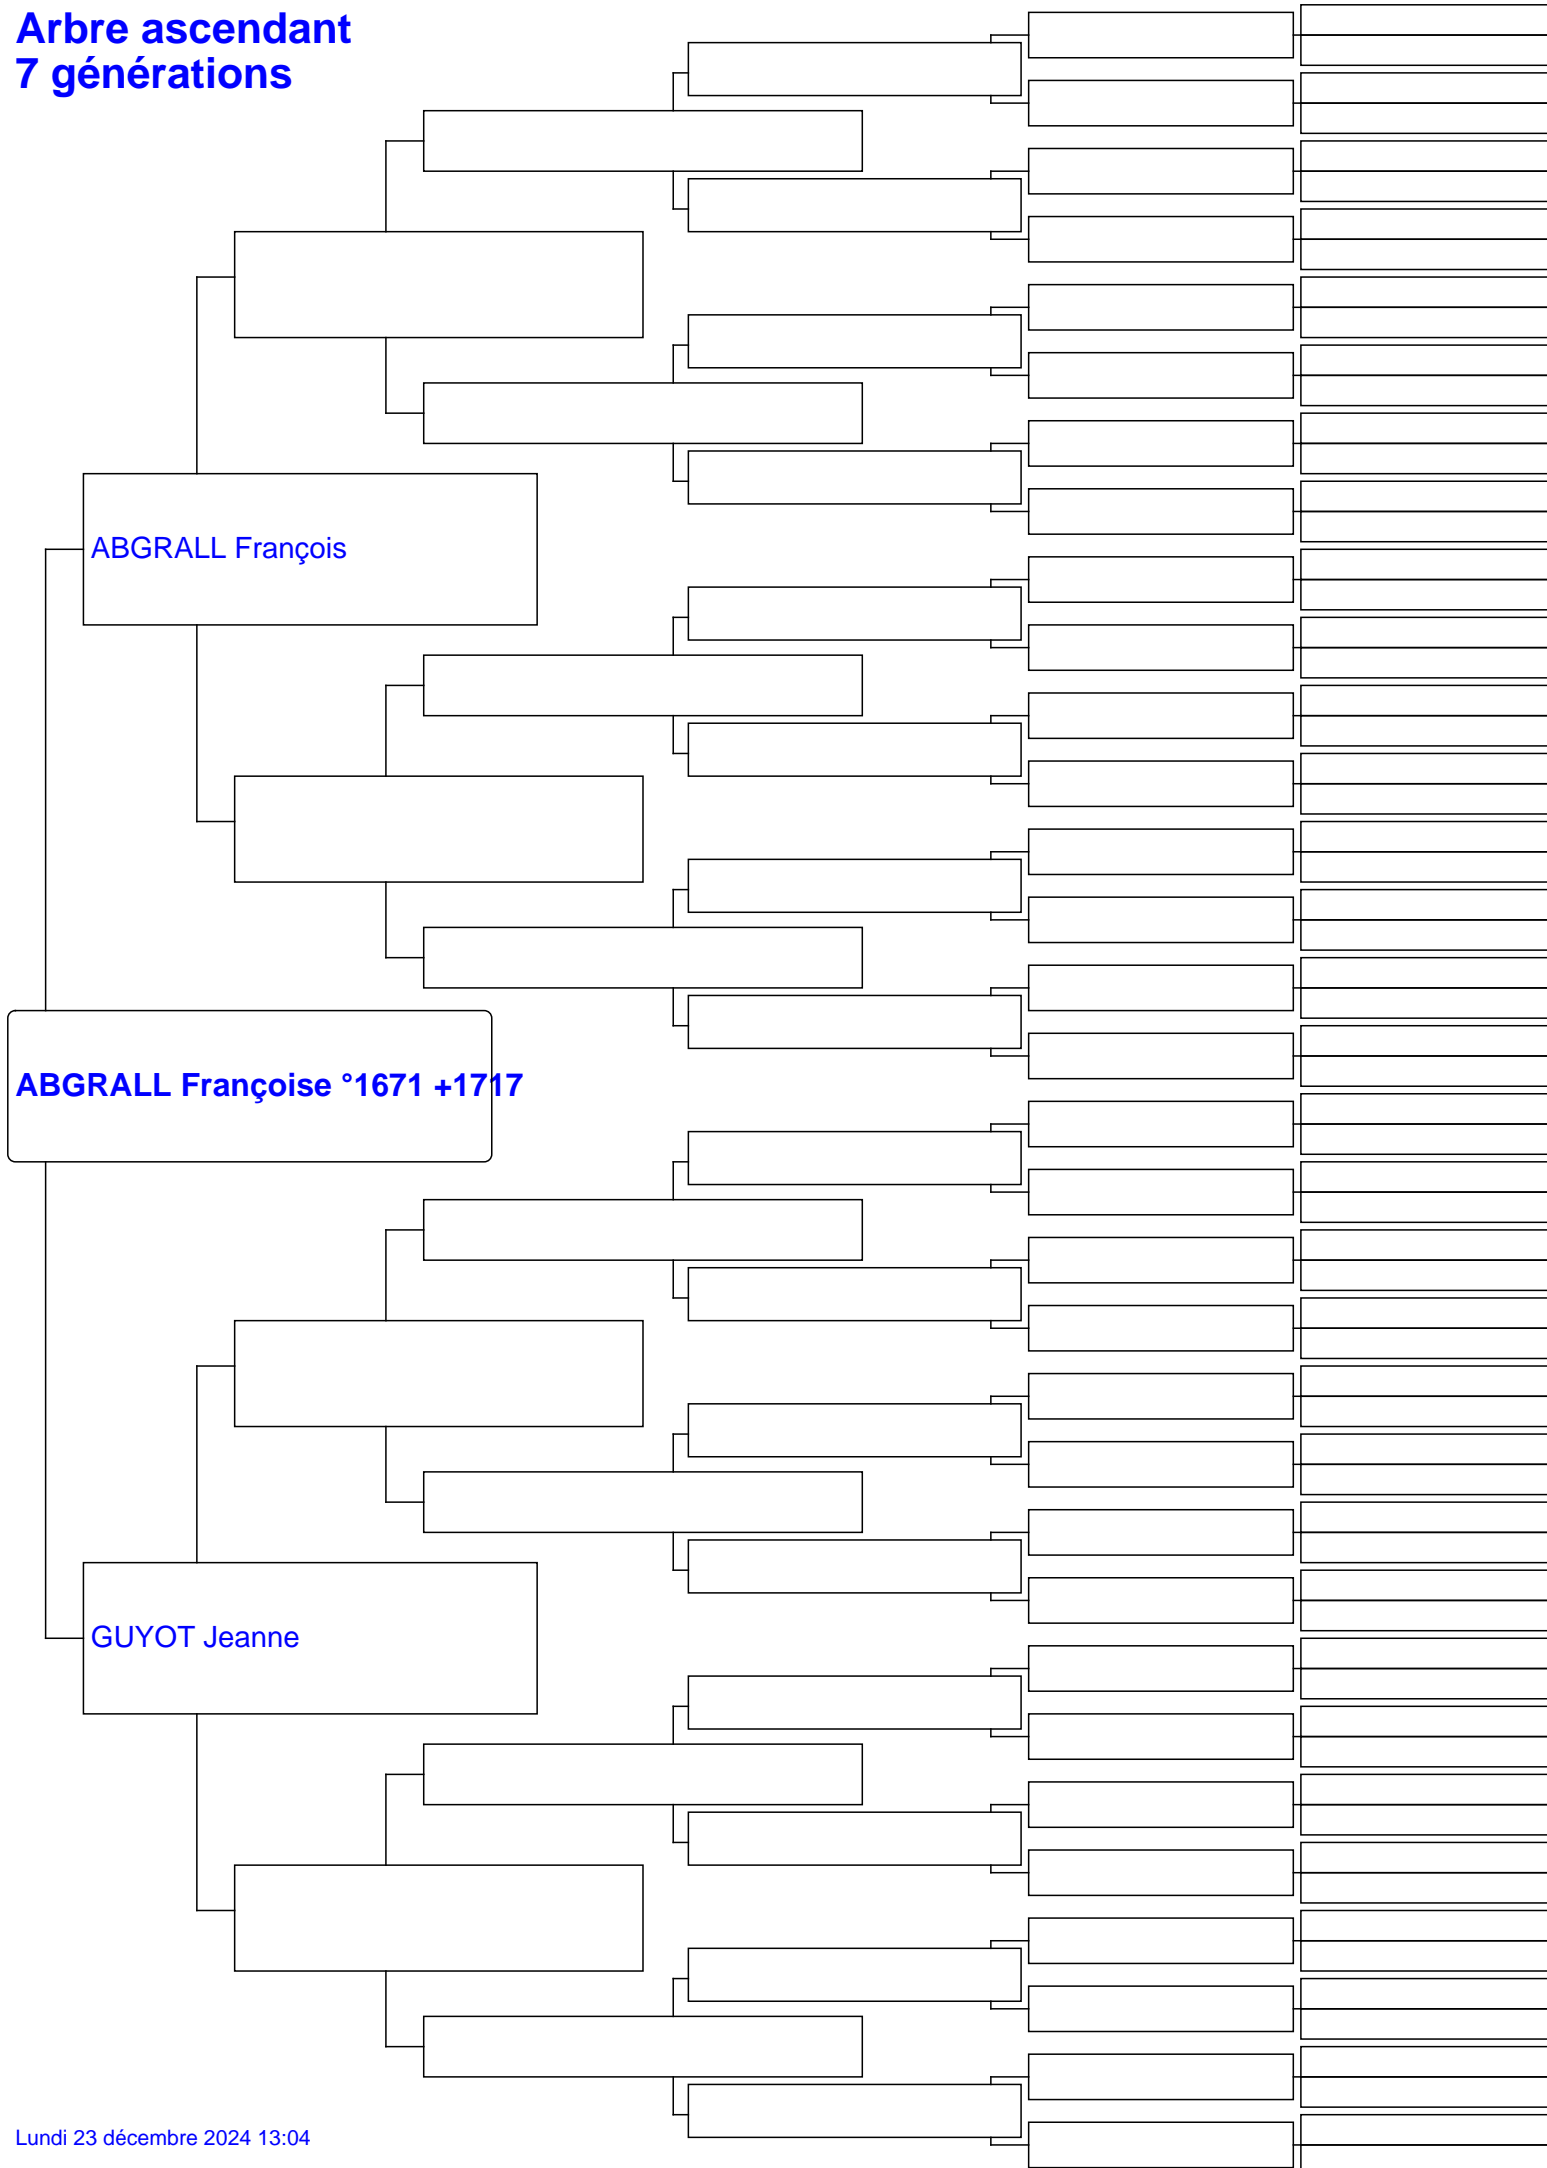 Arbre ascendant
7 générations
ABGRALL François
ABGRALL Françoise °1671 +1717
GUYOT Jeanne
Lundi 23 décembre 2024 13:04